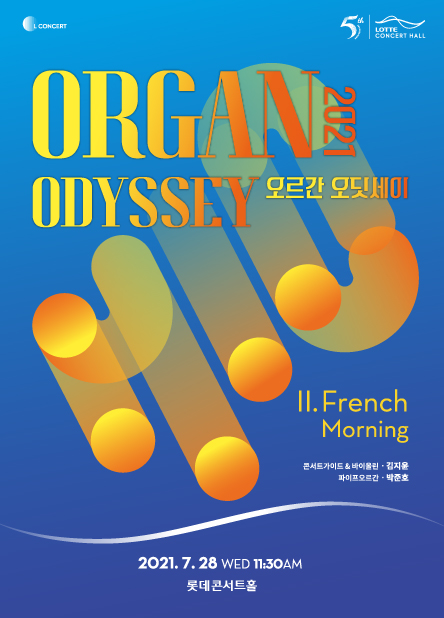 L CONCERT
5th
LOTTE
CONCERT HALL
ORGAN
2021
ODYSSEY
오르간 오딧세이
II.French
Morning
콘서트가이드 & 바이올린 · 김지윤
파이프오르간 · 박준호
2021. 7. 28 WED 11:30AM
롯데콘서트홀